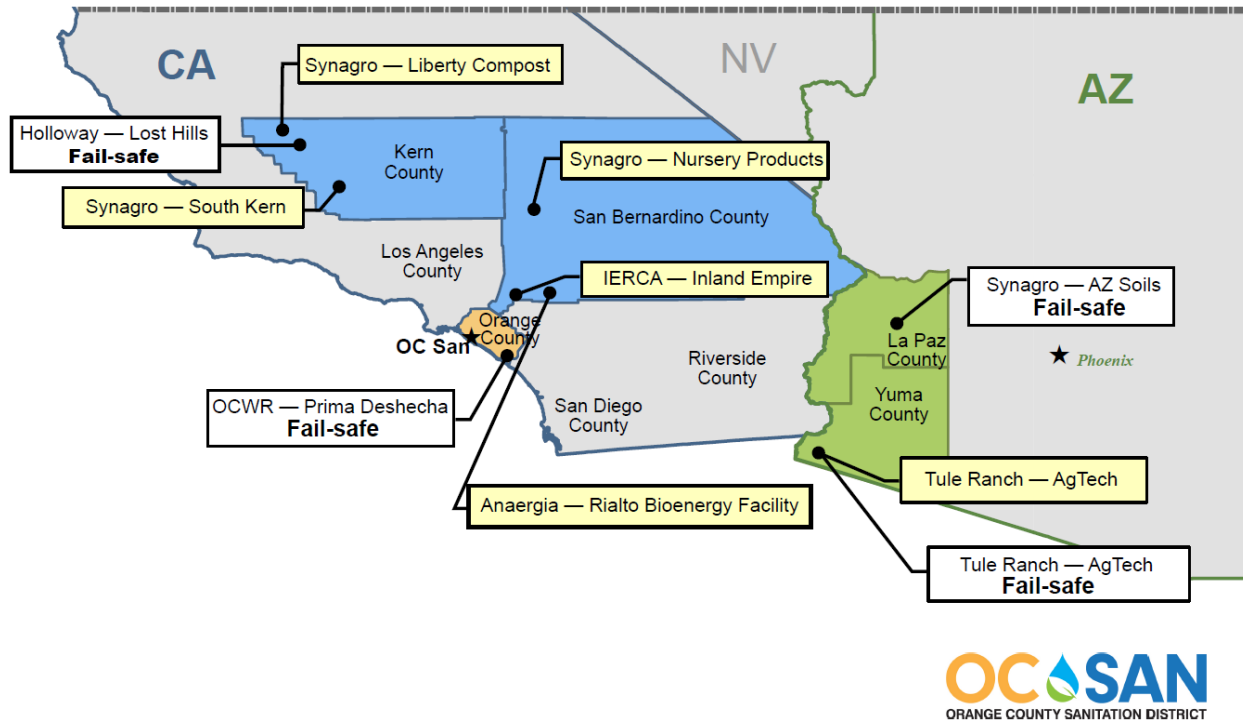 CA
NV
AZ
Synagro — Liberty Compost
Holloway — Lost Hills
Fail-safe
Kern
County
Synagro — Nursery Products
Synagro — South Kern
San Bernardino County
Los Angeles
County
IERCA — Inland Empire
Synagro — AZ Soils
Fail-safe
Orange
County
OC San
La Paz
County
Riverside
County
Phoenix
OCWR — Prima Deshecha
Fail-safe
Yuma
County
San Diego
County
Tule Ranch — AgTech
Anaergia — Rialto Bioenergy Facility
Tule Ranch — AgTech
Fail-safe
OC SAN
ORANGE COUNTY SANITATION DISTRICT